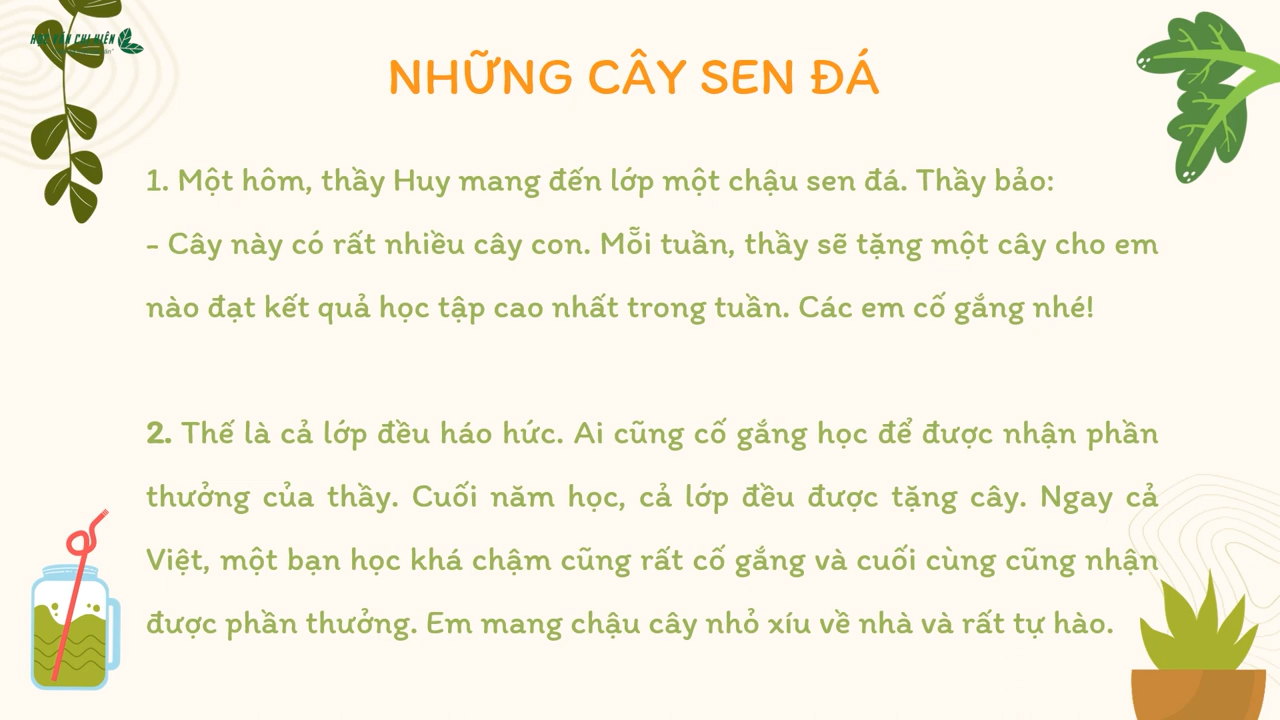 NHỮNG CÂY SEN ĐÁ
1. Một hôm, thầy Huy mang đến lớp một chậu sen đá. Thầy bảo:
- Cây này có rất nhiều cây con. Mỗi tuần, thầy sẽ tặng một cây cho em
nào đạt kết quả học tập cao nhất trong tuần. Các em cố gắng nhé!
2. Thế là cả lớp đều háo hức. Ai cũng cố gắng học để được nhận phần
thưởng của thầy. Cuối năm học, cả lớp đều được tặng cây. Ngay cả
Việt, một bạn học khá chậm cũng rất cố gắng và cuối cùng cũng nhận
được phần thưởng. Em mang chậu cây nhỏ xíu về nhà và rất tự hào.